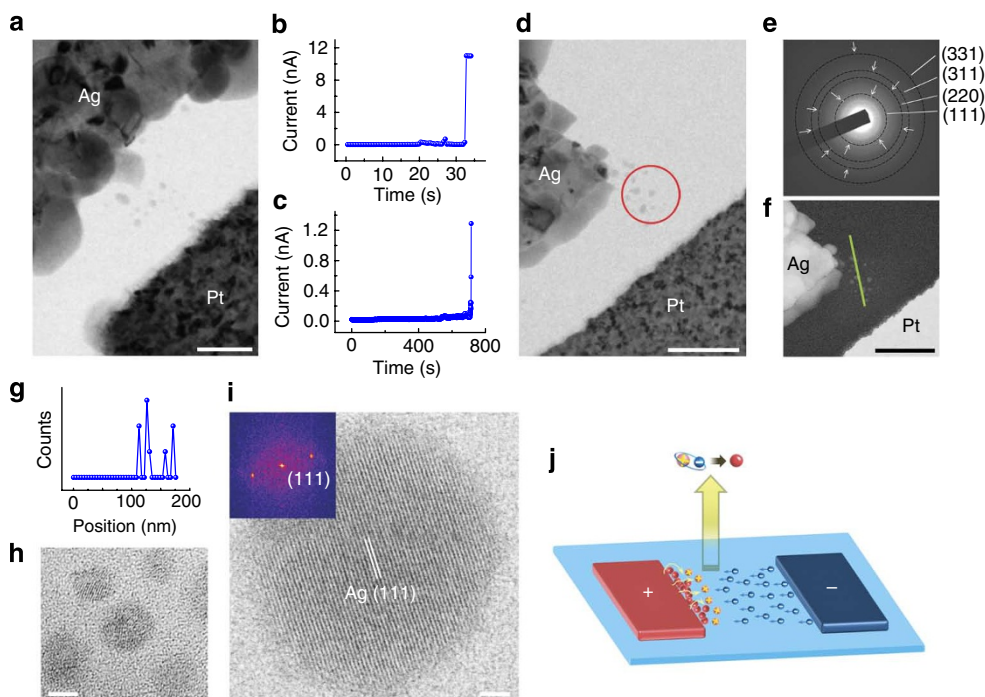 a
Ag
Pt
b
Current (nA)
12
8
4
0
0 10 20 30
Time (s)
c
Current (nA)
1.2
0.8
0.4
0.0
0 400 800
Time (s)
d
Ag
Pt
e
(331)
(311)
(220)
(111)
f
Ag
Pt
g
Counts
0 100 200
Position (nm)
h
i
(111)
Ag (111)
j
+
−